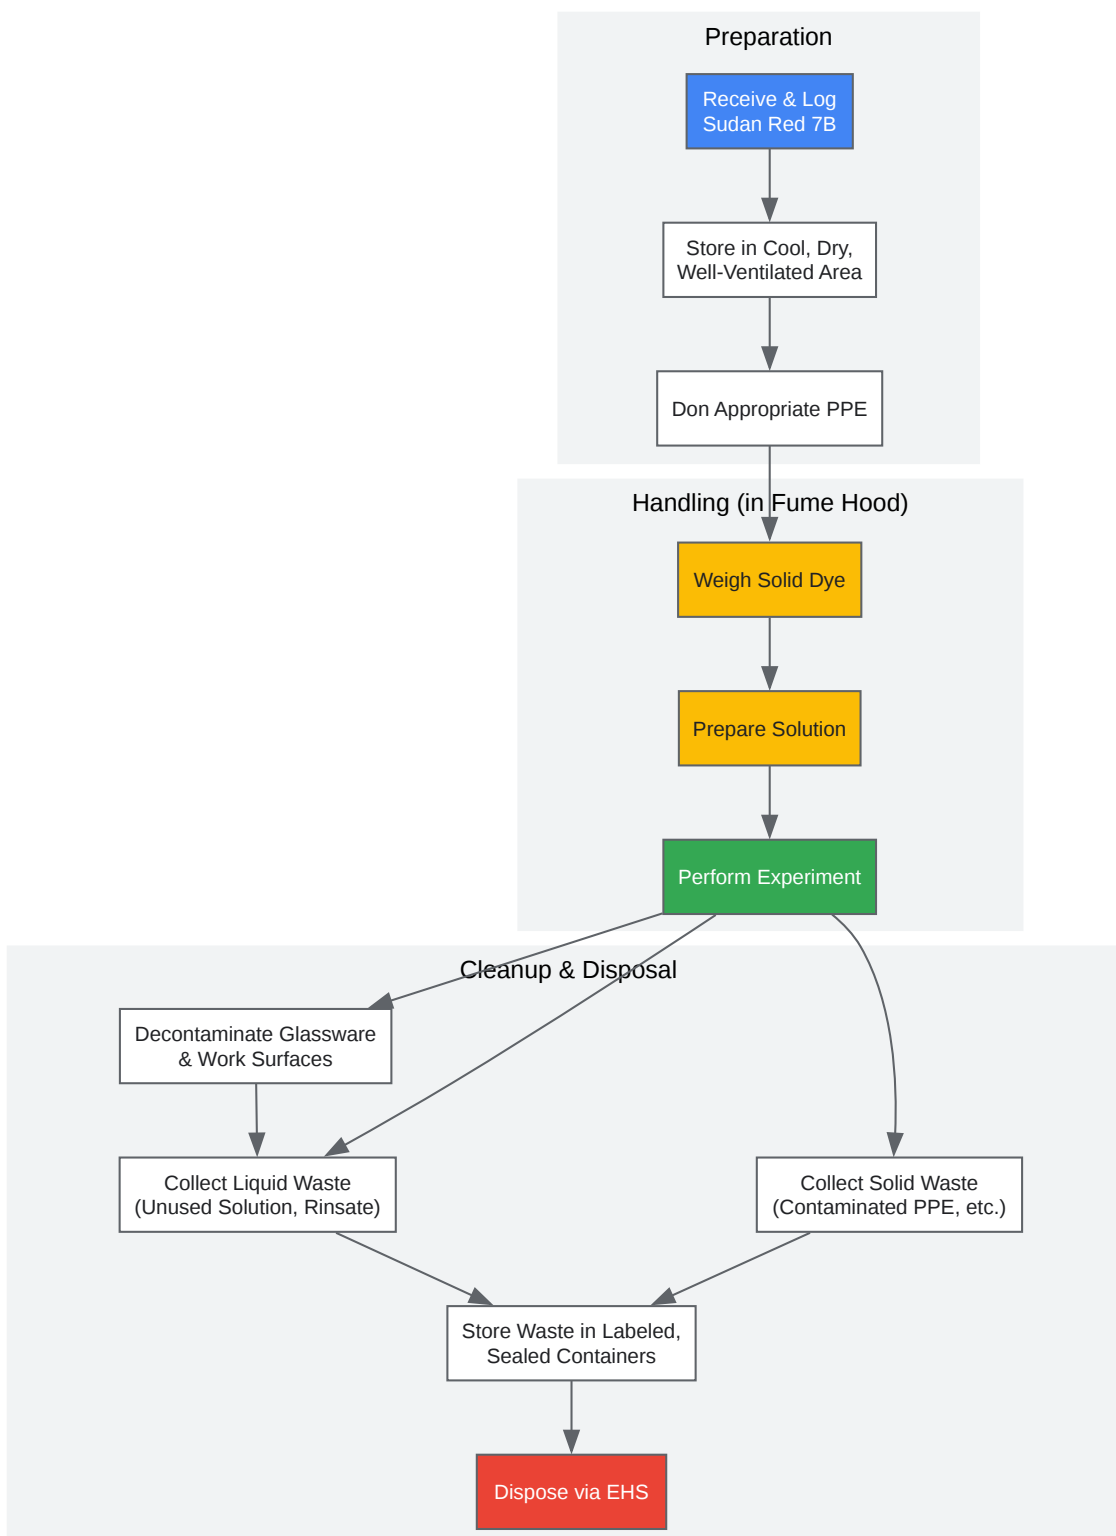 Preparation
Receive & Log
Sudan Red 7B
Store in Cool, Dry,
Well-Ventilated Area
Don Appropriate PPE
Handling (in Fume Hood)
Weigh Solid Dye
Prepare Solution
Perform Experiment
Cleanup & Disposal
Decontaminate Glassware
& Work Surfaces
Collect Liquid Waste
(Unused Solution, Rinsate)
Collect Solid Waste
(Contaminated PPE, etc.)
Store Waste in Labeled,
Sealed Containers
Dispose via EHS